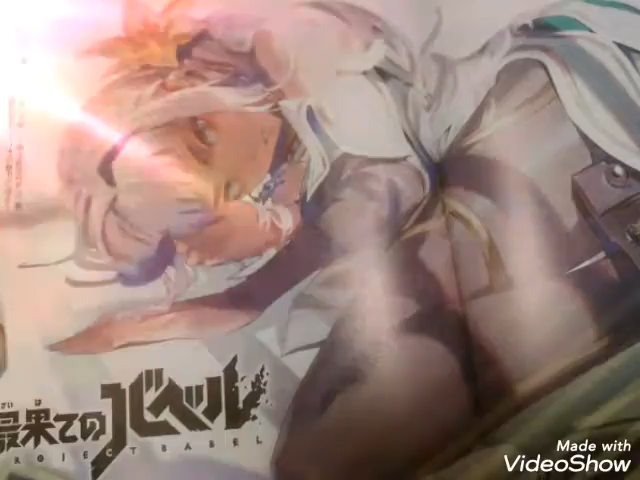 最果てのバベル
PROJECT BABEL
Made with
VideoShow